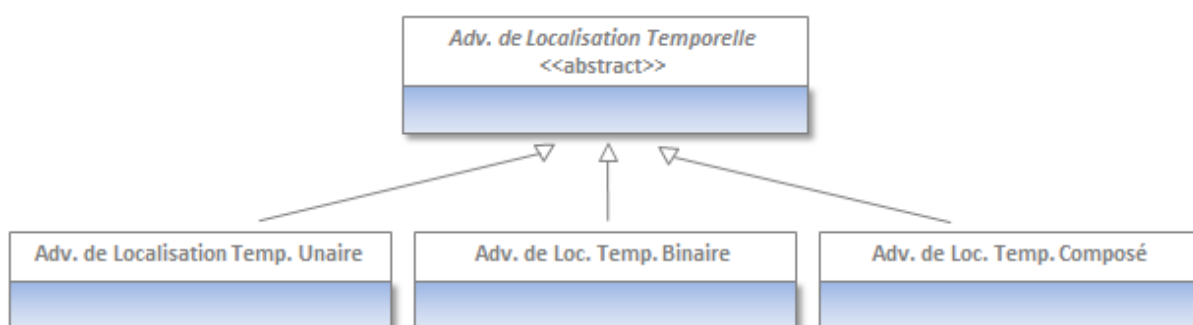 Adv. de Localisation Temporelle
<<abstract>>
Adv. de Localisation Temp. Unaire
Adv. de Loc. Temp. Binaire
Adv. de Loc. Temp. Composé